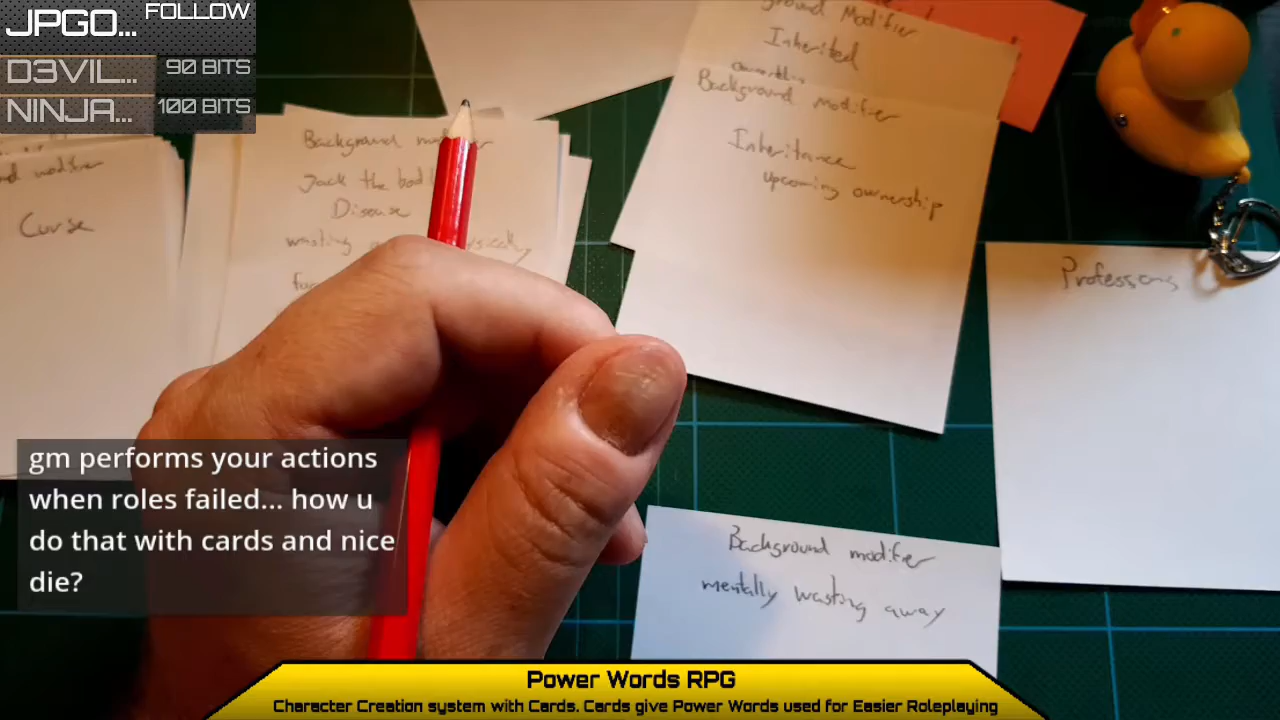 JPGO...
FOLLOW
D3VIL...
90 BITS
NINJA...
100 BITS
nd modifier
Curse
Background
Jack the bod
Disease
wasting
Modifier
Inherited
ownership
Background modifier
Inheritance
upcoming ownership
Professions
Background modifier
mentally wasting away
gm performs your actions
when roles failed... how u
do that with cards and nice
die?
Power Words RPG
Character Creation system with Cards. Cards give Power Words used for Easier Roleplaying